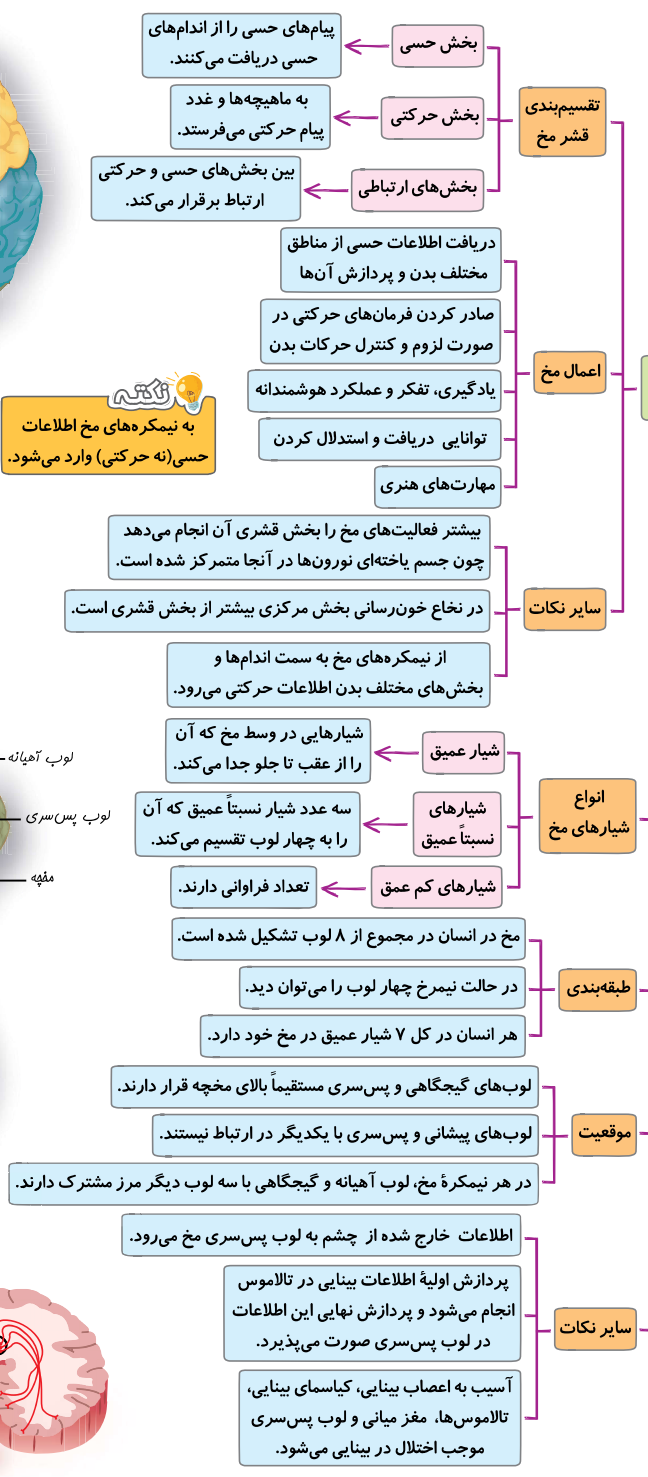 تقسیم‌بندی
قشر مخ
بخش حسی
پیام‌های حسی را از اندام‌های
حسی دریافت می‌کنند.
بخش حرکتی
به ماهیچه‌ها و غدد
پیام حرکتی می‌فرستد.
بخش‌های ارتباطی
بین بخش‌های حسی و حرکتی
ارتباط برقرار می‌کند.
اعمال مخ
دریافت اطلاعات حسی از مناطق
مختلف بدن و پردازش آن‌ها
صادر کردن فرمان‌های حرکتی در
صورت لزوم و کنترل حرکات بدن
یادگیری، تفکر و عملکرد هوشمندانه
توانایی دریافت و استدلال کردن
مهارت‌های هنری
نکته
به نیمکره‌های مخ اطلاعات
حسی(نه حرکتی) وارد می‌شود.
سایر نکات
بیشتر فعالیت‌های مخ را بخش قشری آن انجام می‌دهد
چون جسم یاخته‌ای نورون‌ها در آنجا متمرکز شده است.
در نخاع خون‌رسانی بخش مرکزی بیشتر از بخش قشری است.
از نیمکره‌های مخ به سمت اندام‌ها و
بخش‌های مختلف بدن اطلاعات حرکتی می‌رود.
انواع
شیارهای مخ
شیار عمیق
شیارهایی در وسط مخ که آن
را از عقب تا جلو جدا می‌کند.
شیارهای
نسبتاً عمیق
سه عدد شیار نسبتاً عمیق که آن
را به چهار لوب تقسیم می‌کند.
شیارهای کم عمق
تعداد فراوانی دارند.
لوب آهیانه
لوب پس‌سری
مخچه
طبقه‌بندی
مخ در انسان در مجموع از ۸ لوب تشکیل شده است.
در حالت نیمرخ چهار لوب را می‌توان دید.
هر انسان در کل ۷ شیار عمیق در مخ خود دارد.
موقعیت
لوب‌های گیجگاهی و پس‌سری مستقیماً بالای مخچه قرار دارند.
لوب‌های پیشانی و پس‌سری با یکدیگر در ارتباط نیستند.
در هر نیمکرهٔ مخ، لوب آهیانه و گیجگاهی با سه لوب دیگر مرز مشترک دارند.
سایر نکات
اطلاعات خارج شده از چشم به لوب پس‌سری مخ می‌رود.
پردازش اولیهٔ اطلاعات بینایی در تالاموس
انجام می‌شود و پردازش نهایی این اطلاعات
در لوب پس‌سری صورت می‌پذیرد.
آسیب به اعصاب بینایی، کیاسمای بینایی،
تالاموس‌ها، مغز میانی و لوب پس‌سری
موجب اختلال در بینایی می‌شود.